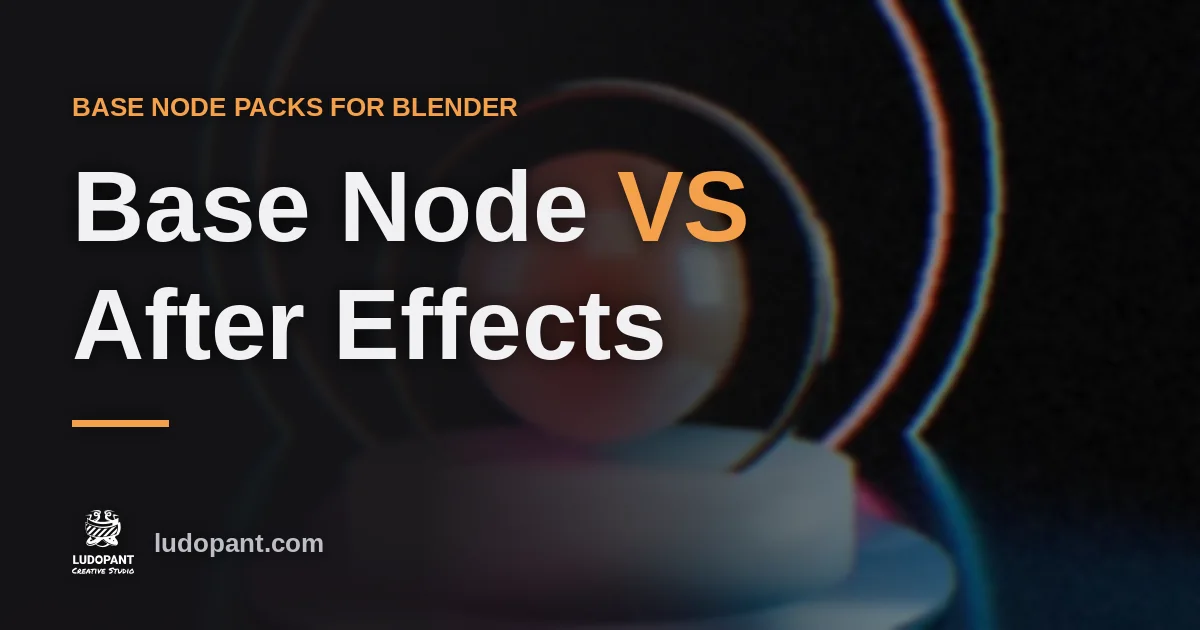 BASE NODE PACKS FOR BLENDER
Base Node VS
After Effects
LUDOPANT
Creative Studio
ludopant.com